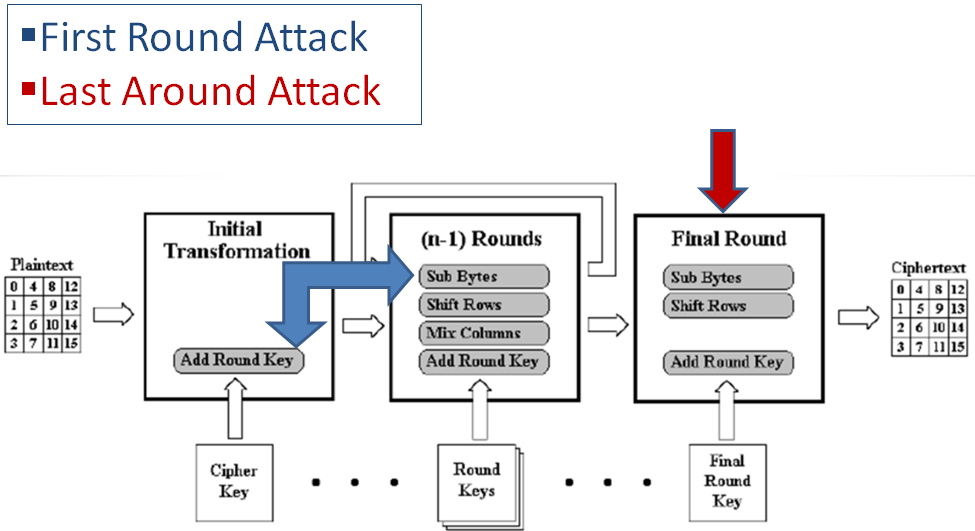 First Round Attack
Last Around Attack
Initial
Transformation
(n-1) Rounds
Final Round
Plaintext
0 4 8 12
1 5 9 13
2 6 10 14
3 7 11 15
Add Round Key
Sub Bytes
Shift Rows
Mix Columns
Add Round Key
Sub Bytes
Shift Rows
Add Round Key
Ciphertext
0 4 8 12
1 5 9 13
2 6 10 14
3 7 11 15
Cipher
Key
Round
Keys
Final
Round
Key